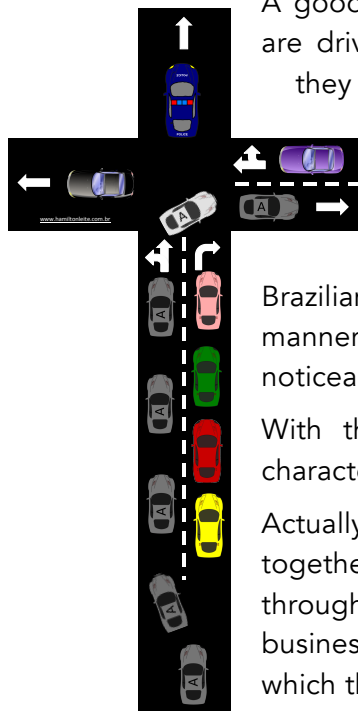 A good
are driv
they
www.hamiltonleite.com.br
A
A
A
A
A
A
A
POLICE
Brazilian
manner
noticea
With th
characte
Actually
togethe
through
busines
which th